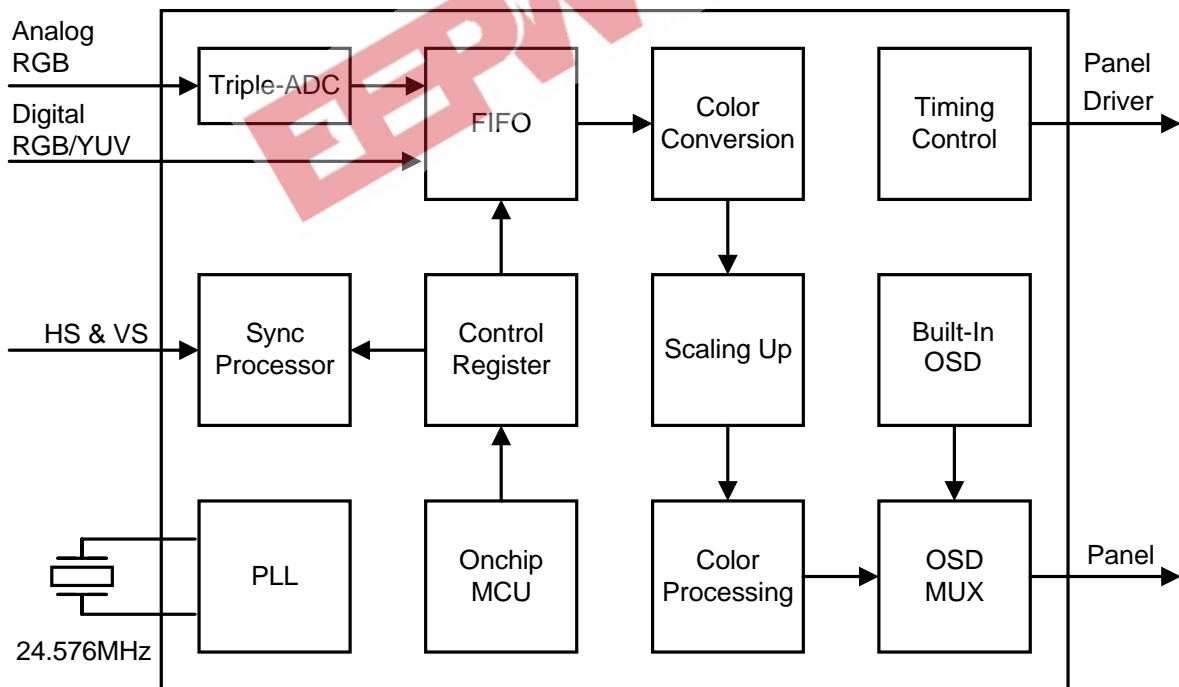 Analog
RGB
Triple-ADC
Digital
RGB/YUV
FIFO
Color
Conversion
Timing
Control
Panel
Driver
HS & VS
Sync
Processor
Control
Register
Scaling Up
Built-In
OSD
PLL
Onchip
MCU
Color
Processing
OSD
MUX
Panel
24.576MHz
EEPW